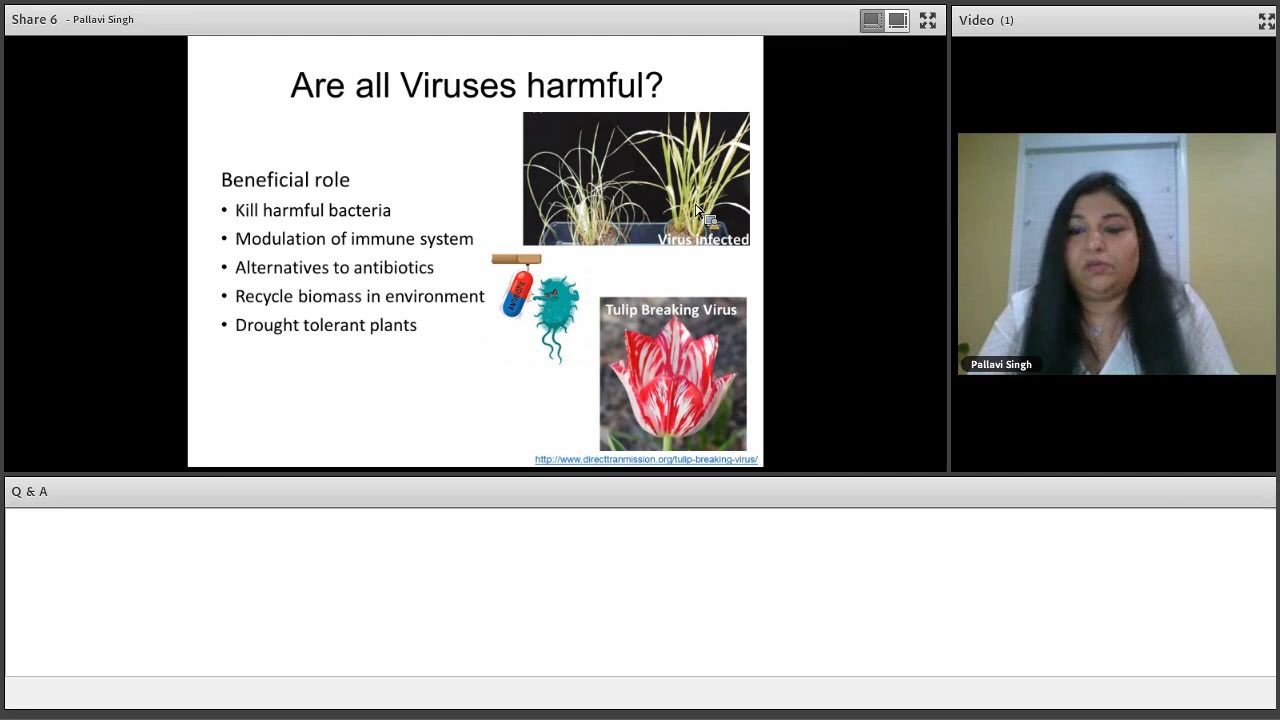 Share 6 - Pallavi Singh
Video (1)
Are all Viruses harmful?
Beneficial role
• Kill harmful bacteria
• Modulation of immune system
• Alternatives to antibiotics
• Recycle biomass in environment
• Drought tolerant plants
Virus infected
ANTIBIOTIC
Tulip Breaking Virus
http://www.directtranmission.org/tulip-breaking-virus/
Pallavi Singh
Q & A